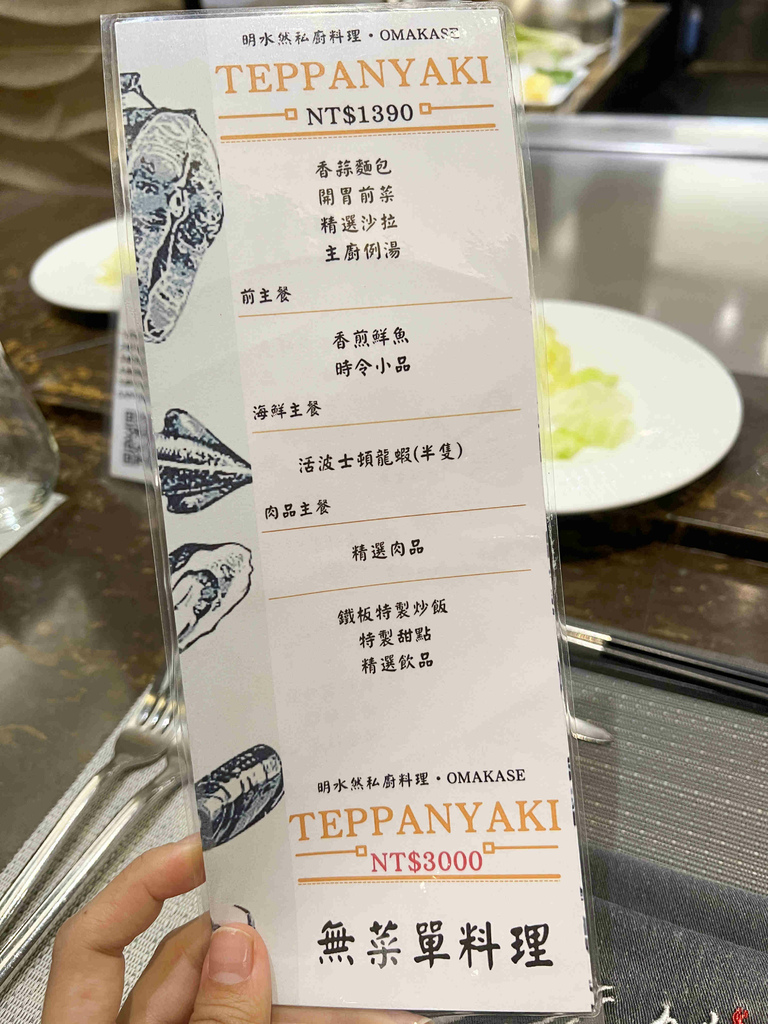 明水然私廚料理・OMAKASE
TEPPANYAKI
NT$1390
香蒜麵包
開胃前菜
精選沙拉
主廚例湯
前主餐
香煎鮮魚
時令小品
海鮮主餐
活波士頓龍蝦(半隻)
肉品主餐
精選肉品
鐵板特製炒飯
特製甜點
精選飲品
明水然私廚料理・OMAKASE
TEPPANYAKI
NT$3000
無菜單料理